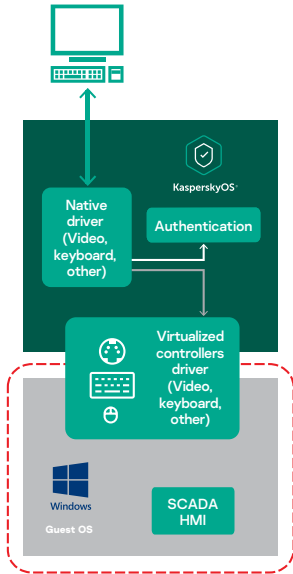 KasperskyOS
Native
driver
(Video,
keyboard,
other)
Authentication
Virtualized
controllers
driver
(Video,
keyboard,
other)
Windows
Guest OS
SCADA
HMI